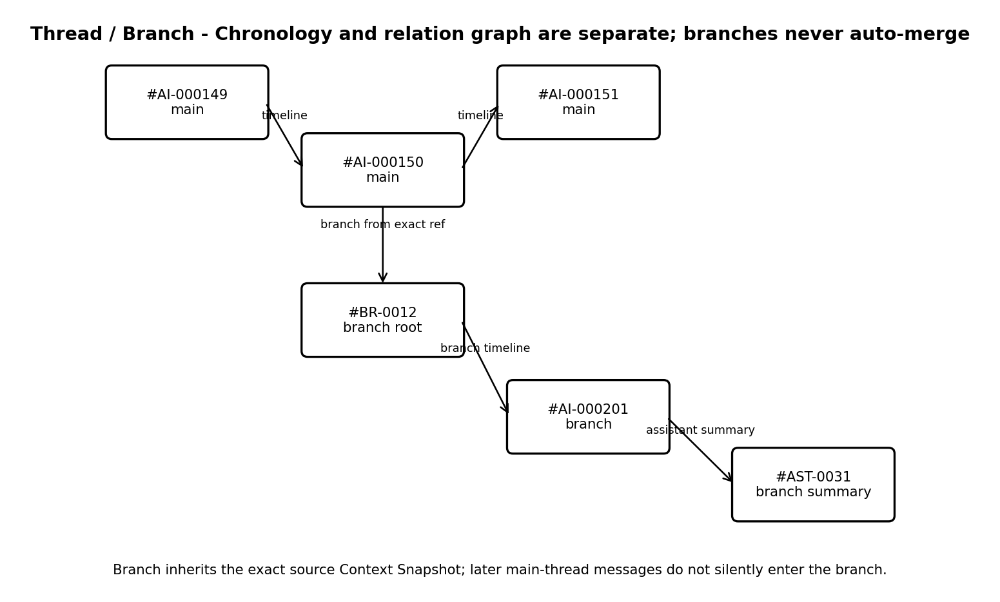 Thread / Branch - Chronology and relation graph are separate; branches never auto-merge
#AI-000149
main
timeline
#AI-000150
main
timeline
#AI-000151
main
branch from exact ref
#BR-0012
branch root
branch timeline
#AI-000201
branch
assistant summary
#AST-0031
branch summary
Branch inherits the exact source Context Snapshot; later main-thread messages do not silently enter the branch.